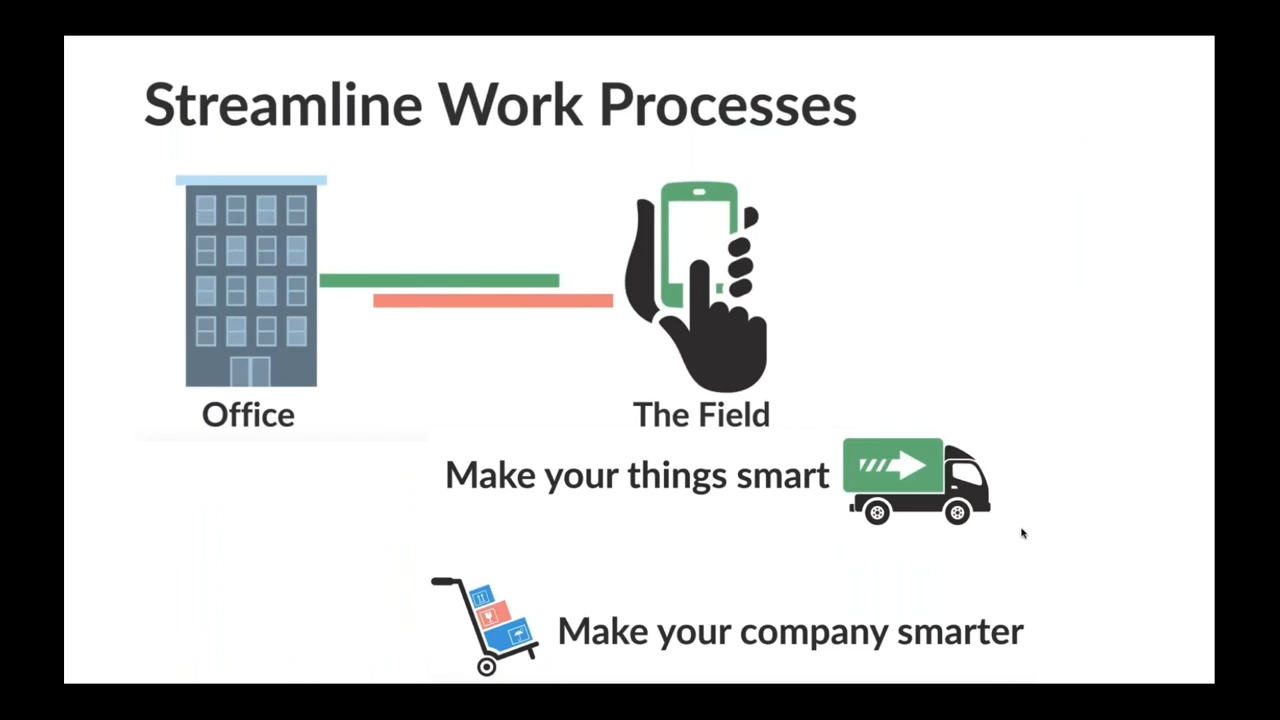 Streamline Work Processes
Office
The Field
Make your things smart
Make your company smarter